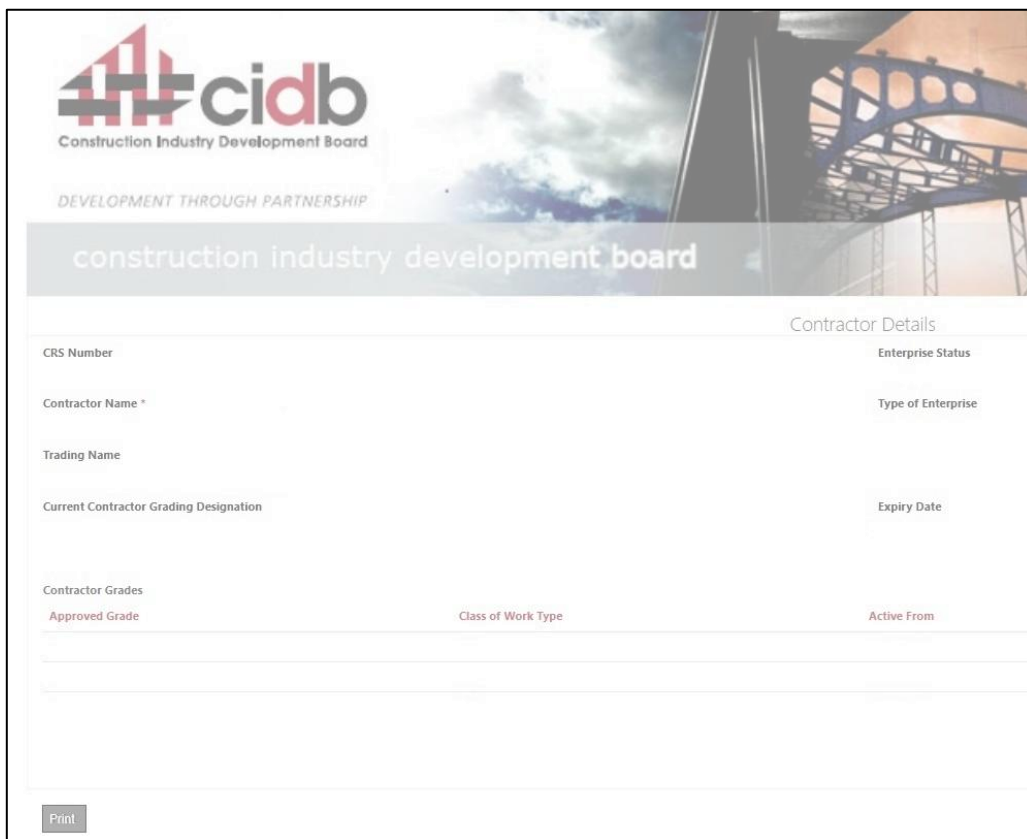 cidb
Construction Industry Development Board
DEVELOPMENT THROUGH PARTNERSHIP
construction industry development board
Contractor Details
CRS Number Enterprise Status
Contractor Name * Type of Enterprise
Trading Name
Current Contractor Grading Designation Expiry Date
Contractor Grades
Approved Grade Class of Work Type Active From
Print